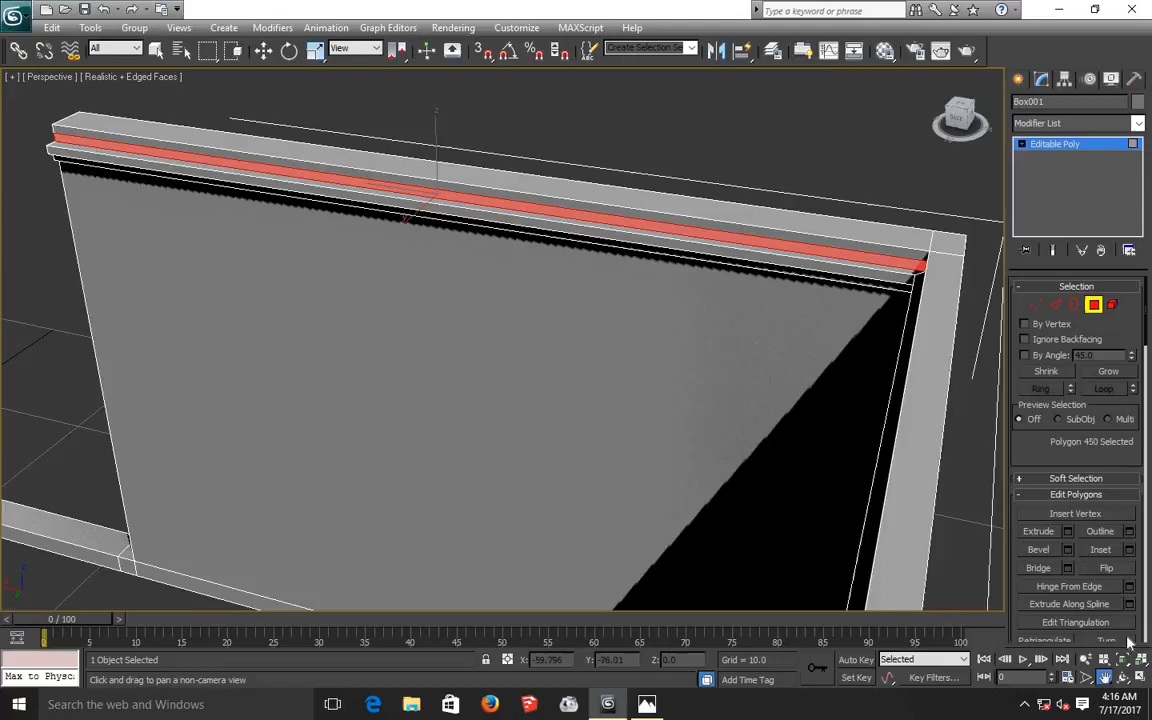 Type a keyword or phrase
Edit Tools Group Views Create Modifiers Animation Graph Editors Rendering Customize MAXScript Help
All View Create Selection Se
[ + ] [ Perspective ] [ Realistic + Edged Faces ]
Box001
Modifier List
Editable Poly
Selection
By Vertex
Ignore Backfacing
By Angle: 45.0
Shrink Grow
Ring Loop
Preview Selection
Off SubObj Multi
Polygon 450 Selected
Soft Selection
Edit Polygons
Insert Vertex
Extrude Outline
Bevel Inset
Bridge Flip
Hinge From Edge
Extrude Along Spline
Edit Triangulation
Retriangulate Turn
0 / 100
0 5 10 15 20 25 30 35 40 45 50 55 60 65 70 75 80 85 90 95 100
1 Object Selected X: -59.796 Y: -76.01 Z: 0.0 Grid = 10.0 Auto Key Selected
Max to Physc Click and drag to pan a non-camera view Add Time Tag Set Key Key Filters... 0
Search the web and Windows
4:16 AM
7/17/2017